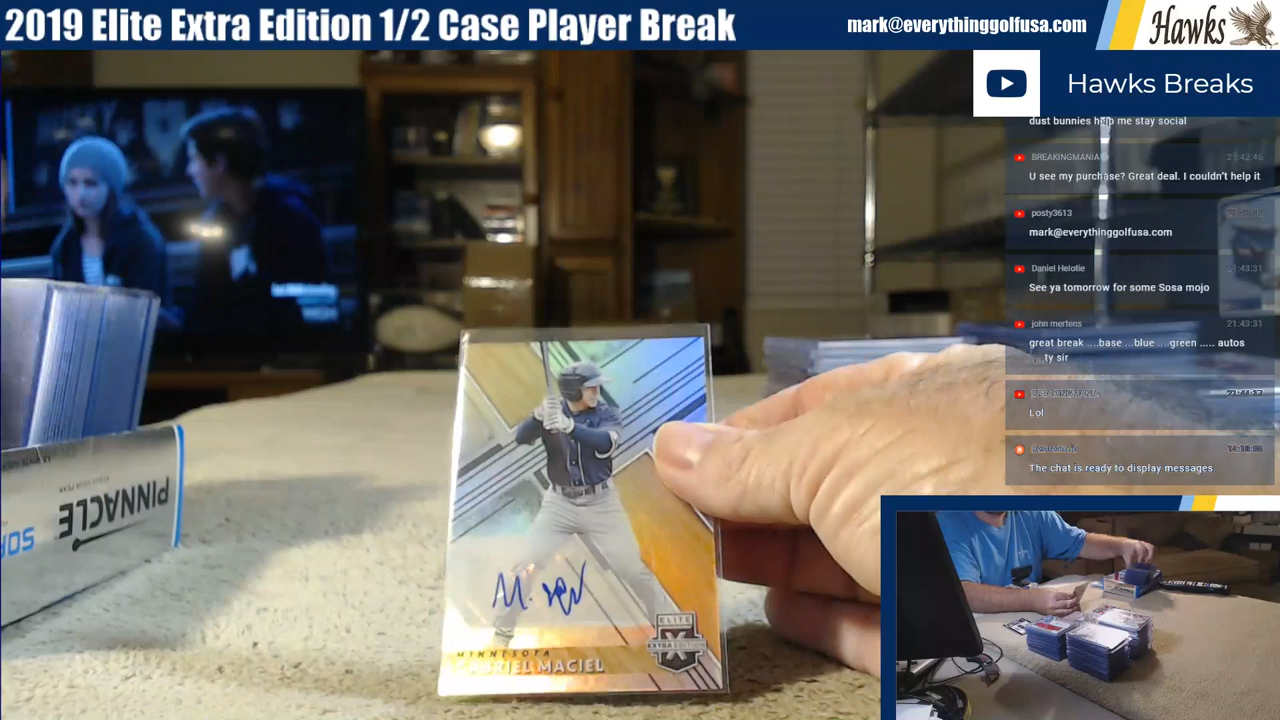 2019 Elite Extra Edition 1/2 Case Player Break
mark@everythinggolfusa.com
Hawks
Hawks Breaks
dust bunnies help me stay social
BREAKINGMANIA
21:42:46
U see my purchase? Great deal. I couldn't help it
posty3613
mark@everythinggolfusa.com
Daniel Helotie
21:43:31
See ya tomorrow for some Sosa mojo
john mertens
21:43:31
great break ....base ...blue ....green ..... autos
ty sir
BREAKINGMANIA
Lol
The chat is ready to display messages.
PINNACLE
SOF
ELITE
EXTRA EDITION
MINNESOTA
GABRIEL MACIEL